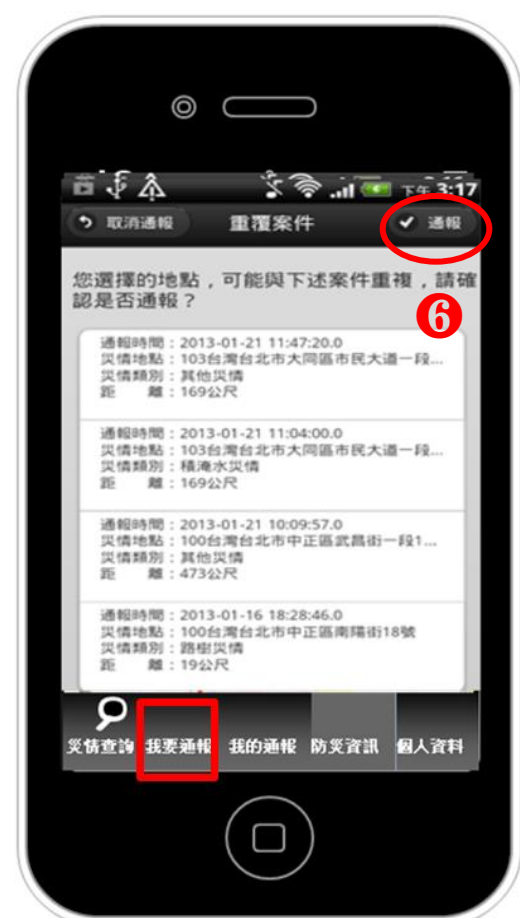 下午 3:17
取消通報 重覆案件 通報
您選擇的地點，可能與下述案件重複，請確
認是否通報？
6
通報時間：2013-01-21 11:47:20.0
災情地點：103台灣台北市大同區市民大道一段...
災情類別：其他災情
距 離：169公尺
通報時間：2013-01-21 11:04:00.0
災情地點：103台灣台北市大同區市民大道一段...
災情類別：積淹水災情
距 離：169公尺
通報時間：2013-01-21 10:09:57.0
災情地點：100台灣台北市中正區武昌街一段1...
災情類別：其他災情
距 離：473公尺
通報時間：2013-01-16 18:28:46.0
災情地點：100台灣台北市中正區南陽街18號
災情類別：路樹災情
距 離：19公尺
災情查詢 我要通報 我的通報 防災資訊 個人資料